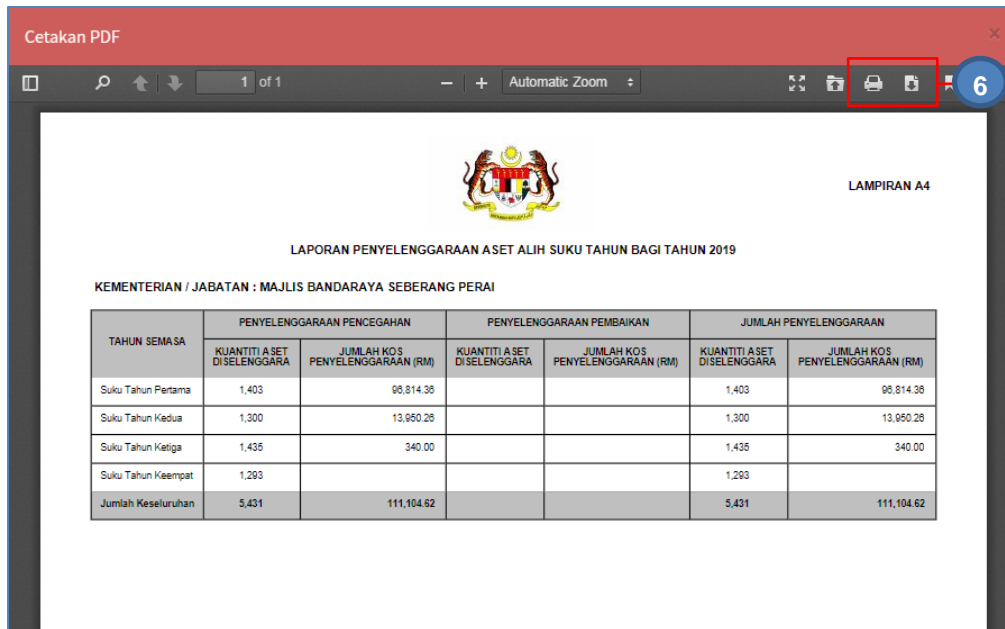 Cetakan PDF ×
1 of 1 − + Automatic Zoom
6
LAMPIRAN A4
LAPORAN PENYELENGGARAAN ASET ALIH SUKU TAHUN BAGI TAHUN 2019
KEMENTERIAN / JABATAN : MAJLIS BANDARAYA SEBERANG PERAI
TAHUN SEMASA PENYELENGGARAAN PENCEGAHAN PENYELENGGARAAN PEMBAIKAN JUMLAH PENYELENGGARAAN
KUANTITI ASET JUMLAH KOS KUANTITI ASET JUMLAH KOS KUANTITI ASET JUMLAH KOS
DISELENGGARA PENYELENGGARAAN (RM) DISELENGGARA PENYELENGGARAAN (RM) DISELENGGARA PENYELENGGARAAN (RM)
Suku Tahun Pertama 1,403 96,814.36 1,403 96,814.36
Suku Tahun Kedua 1,300 13,950.26 1,300 13,950.26
Suku Tahun Ketiga 1,435 340.00 1,435 340.00
Suku Tahun Keempat 1,293 1,293
Jumlah Keseluruhan 5,431 111,104.62 5,431 111,104.62